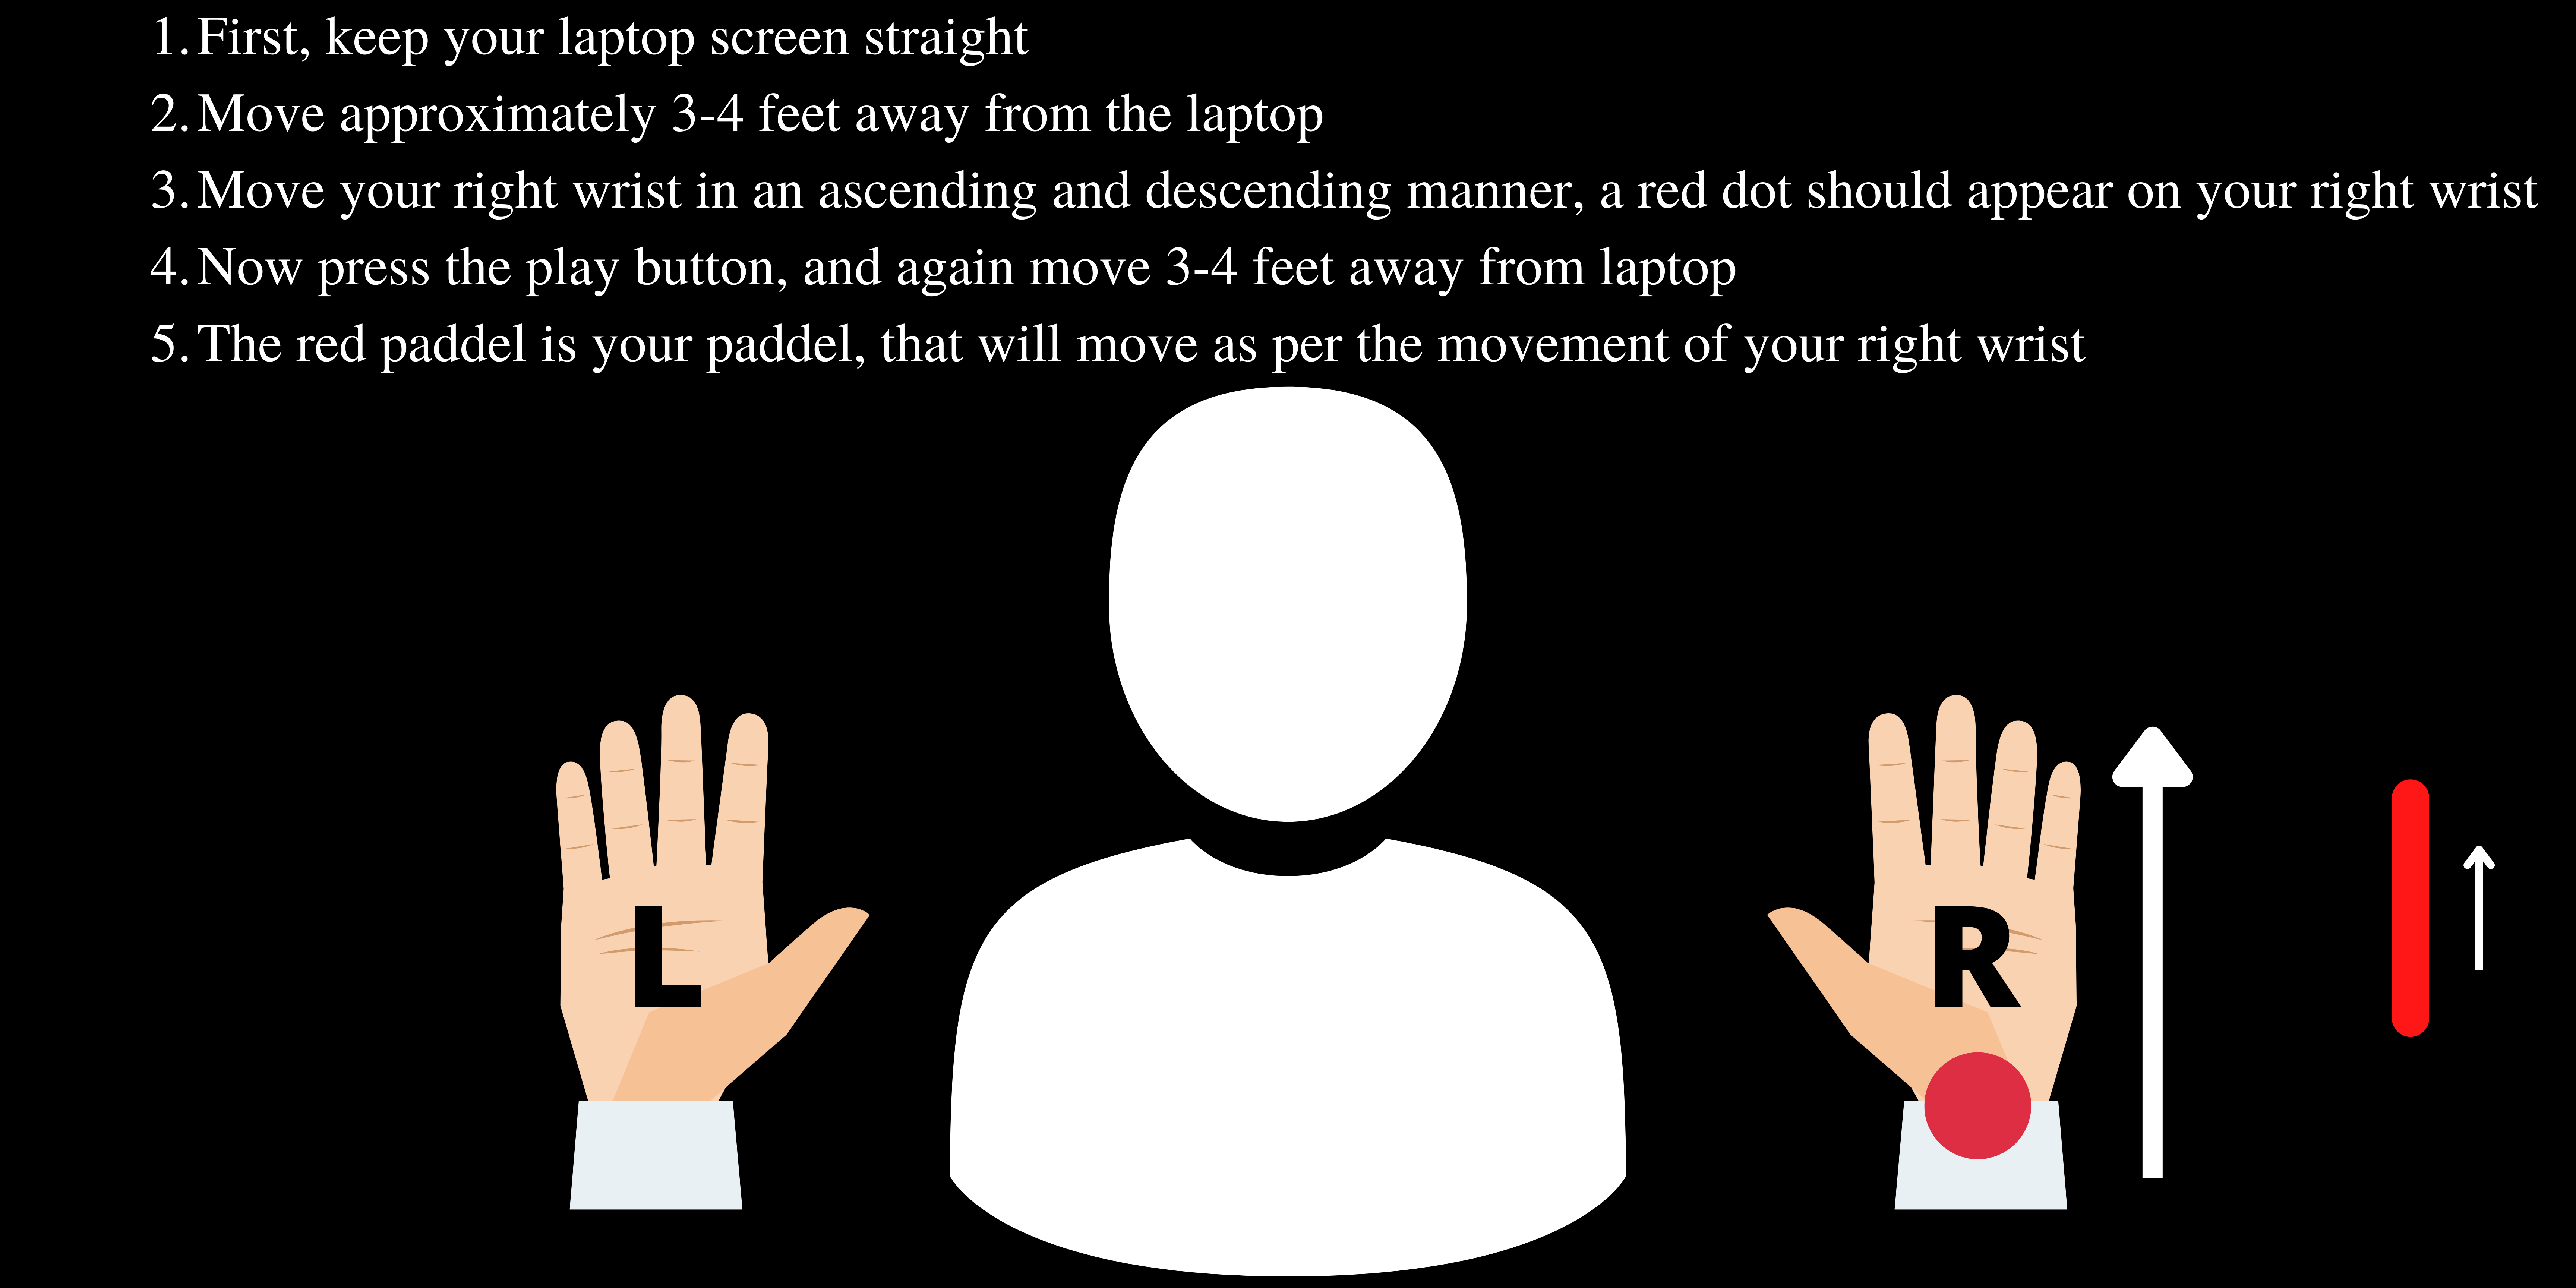 1. First, keep your laptop screen straight
2. Move approximately 3-4 feet away from the laptop
3. Move your right wrist in an ascending and descending manner, a red dot should appear on your right wrist
4. Now press the play button, and again move 3-4 feet away from laptop
5. The red paddel is your paddel, that will move as per the movement of your right wrist
L R